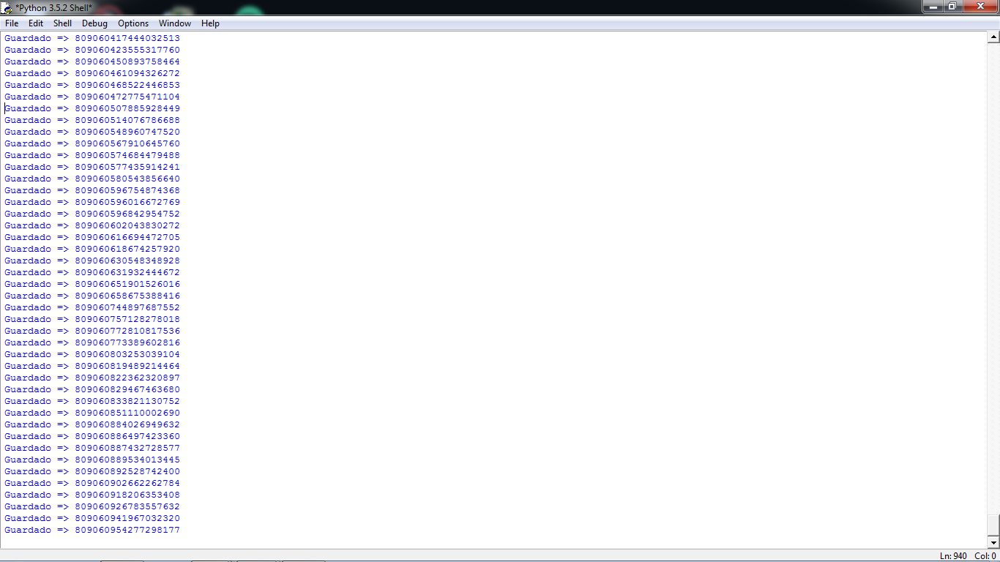 *Python 3.5.2 Shell*
File Edit Shell Debug Options Window Help
Guardado => 809060417444032513
Guardado => 809060423555317760
Guardado => 809060450893758464
Guardado => 809060461094326272
Guardado => 809060468522446853
Guardado => 809060472775471104
Guardado => 809060507885928449
Guardado => 809060514076786688
Guardado => 809060548960747520
Guardado => 809060567910645760
Guardado => 809060574684479488
Guardado => 809060577435914241
Guardado => 809060580543856640
Guardado => 809060596754874368
Guardado => 809060596016672769
Guardado => 809060596842954752
Guardado => 809060602043830272
Guardado => 809060616694472705
Guardado => 809060618674257920
Guardado => 809060630548348928
Guardado => 809060631932444672
Guardado => 809060651901526016
Guardado => 809060658675388416
Guardado => 809060744897687552
Guardado => 809060757128278018
Guardado => 809060772810817536
Guardado => 809060773389602816
Guardado => 809060803253039104
Guardado => 809060819489214464
Guardado => 809060822362320897
Guardado => 809060829467463680
Guardado => 809060833821130752
Guardado => 809060851110002690
Guardado => 809060884026949632
Guardado => 809060886497423360
Guardado => 809060887432728577
Guardado => 809060889534013445
Guardado => 809060892528742400
Guardado => 809060902662262784
Guardado => 809060918206353408
Guardado => 809060926783557632
Guardado => 809060941967032320
Guardado => 809060954277298177
Ln: 940 Col: 0